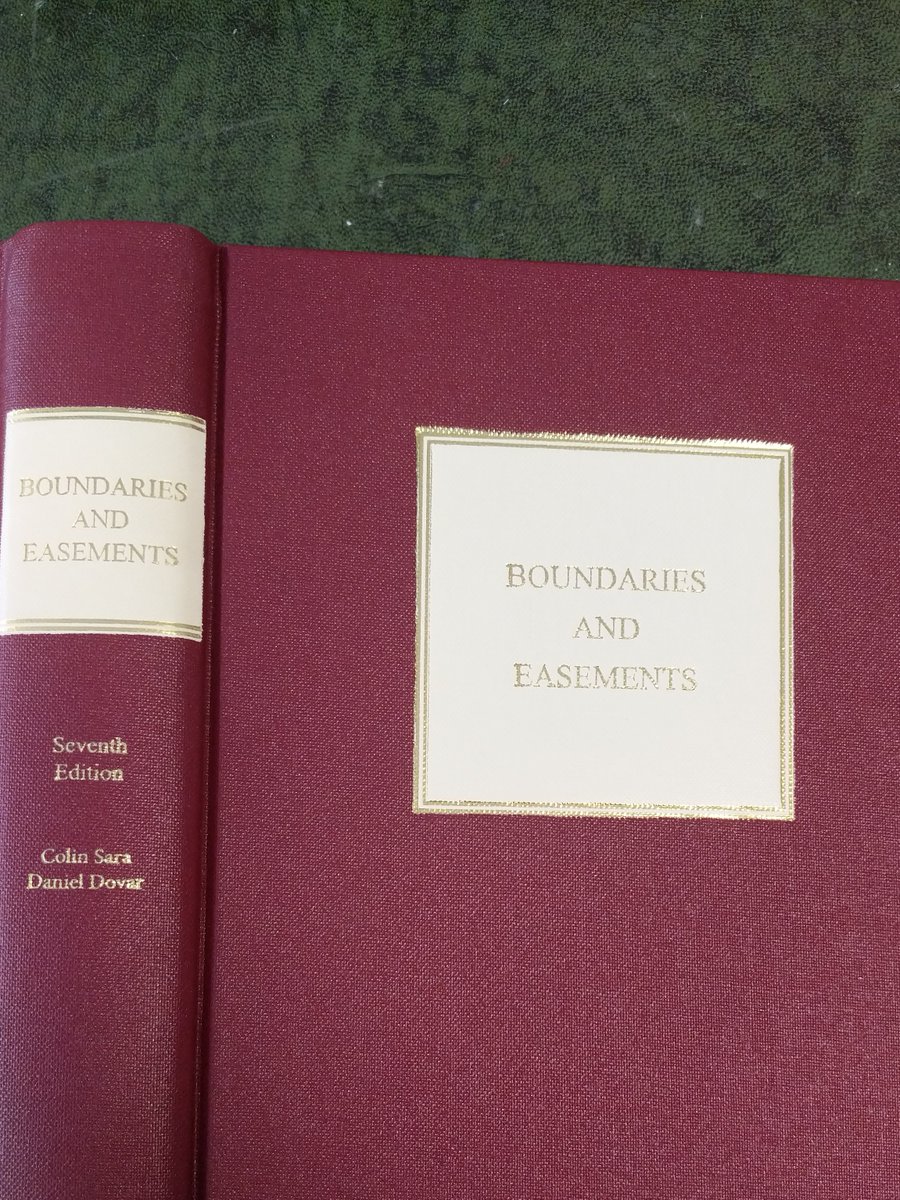 BOUNDARIES
AND
EASEMENTS
Seventh
Edition
Colin Sara
Daniel Dovar
BOUNDARIES
AND
EASEMENTS